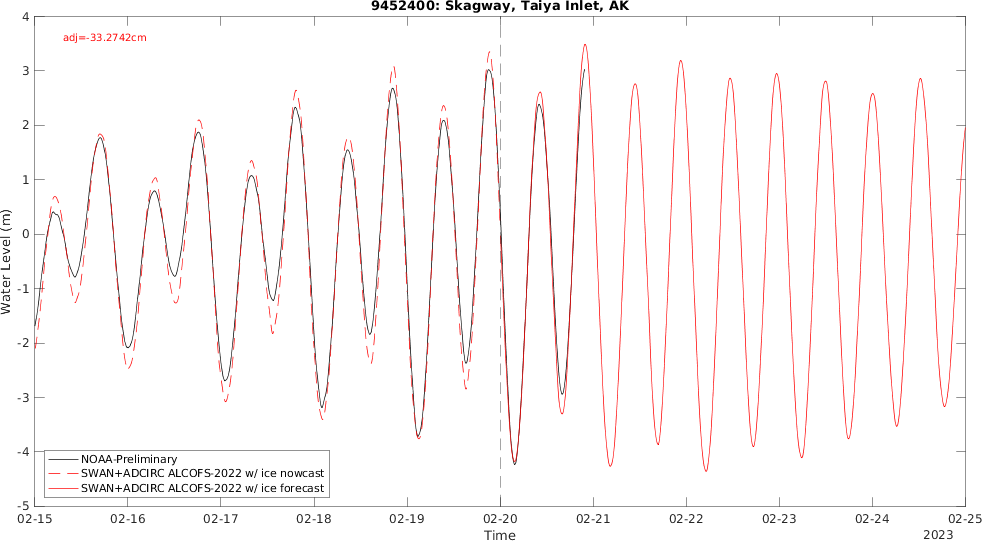 9452400: Skagway, Taiya Inlet, AK
adj=-33.2742cm
4
3
2
1
0
-1
-2
-3
-4
-5
Water Level (m)
NOAA-Preliminary
SWAN+ADCIRC ALCOFS-2022 w/ ice nowcast
SWAN+ADCIRC ALCOFS-2022 w/ ice forecast
02-15 02-16 02-17 02-18 02-19 02-20 02-21 02-22 02-23 02-24 02-25
Time
2023